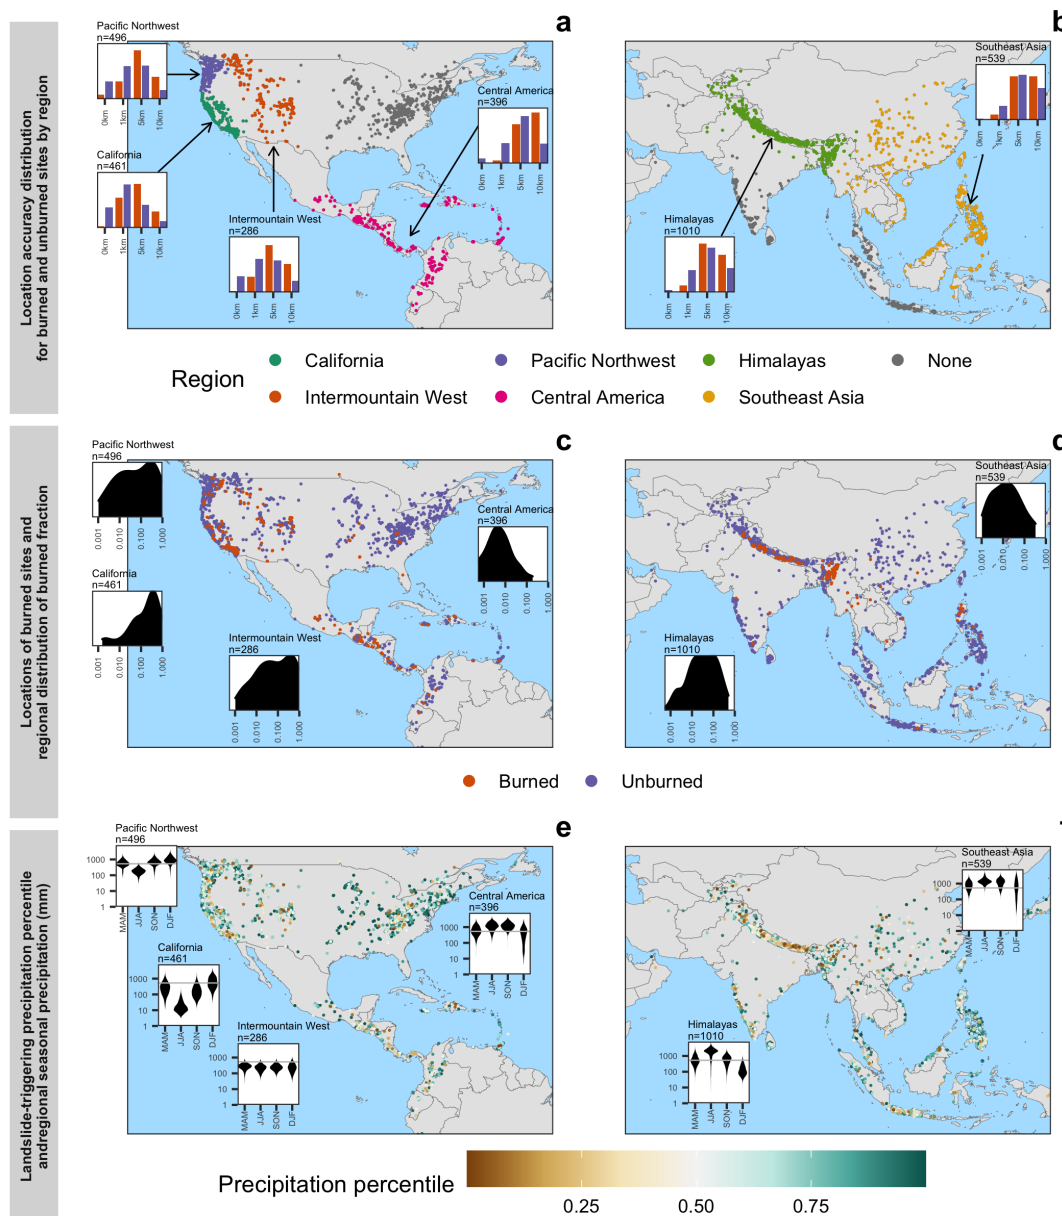 Location accuracy distribution
for burned and unburned sites by region
a
Pacific Northwest
n=496
0km
1km
5km
10km
California
n=461
0km
1km
5km
10km
Intermountain West
n=286
0km
1km
5km
10km
Central America
n=396
0km
1km
5km
10km
b
Southeast Asia
n=539
0km
1km
5km
10km
Himalayas
n=1010
0km
1km
5km
10km
Region
California
Pacific Northwest
Himalayas
None
Intermountain West
Central America
Southeast Asia
Locations of burned sites and
regional distribution of burned fraction
c
Pacific Northwest
n=496
0.001
0.010
0.100
1.000
California
n=461
0.001
0.010
0.100
1.000
Intermountain West
n=286
0.001
0.010
0.100
1.000
Central America
n=396
0.001
0.010
0.100
1.000
Southeast Asia
n=539
0.001
0.010
0.100
1.000
Himalayas
n=1010
0.001
0.010
0.100
1.000
Burned
Unburned
Landslide-triggering precipitation percentile
andregional seasonal precipitation (mm)
e
Pacific Northwest
n=496
1000
100
10
1
MAM
JJA
SON
DJF
California
n=461
1000
100
10
1
MAM
JJA
SON
DJF
Intermountain West
n=286
1000
100
10
1
MAM
JJA
SON
DJF
Central America
n=396
1000
100
10
1
MAM
JJA
SON
DJF
Southeast Asia
n=539
1000
100
10
1
MAM
JJA
SON
DJF
Himalayas
n=1010
1000
100
10
1
MAM
JJA
SON
DJF
Precipitation percentile
0.25
0.50
0.75